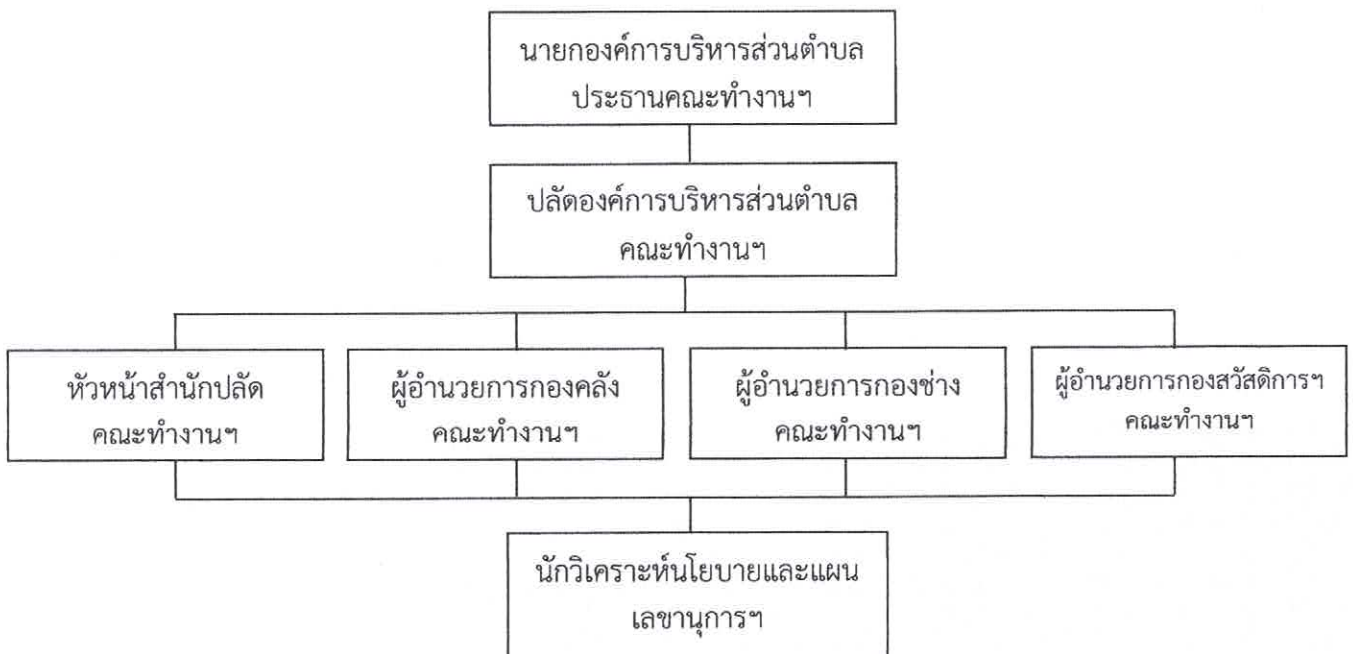 นายกองค์การบริหารส่วนตำบล
ประธานคณะทำงานฯ
ปลัดองค์การบริหารส่วนตำบล
คณะทำงานฯ
หัวหน้าสำนักปลัด
คณะทำงานฯ
ผู้อำนวยการกองคลัง
คณะทำงานฯ
ผู้อำนวยการกองช่าง
คณะทำงานฯ
ผู้อำนวยการกองสวัสดิการฯ
คณะทำงานฯ
นักวิเคราะห์นโยบายและแผน
เลขานุการฯ